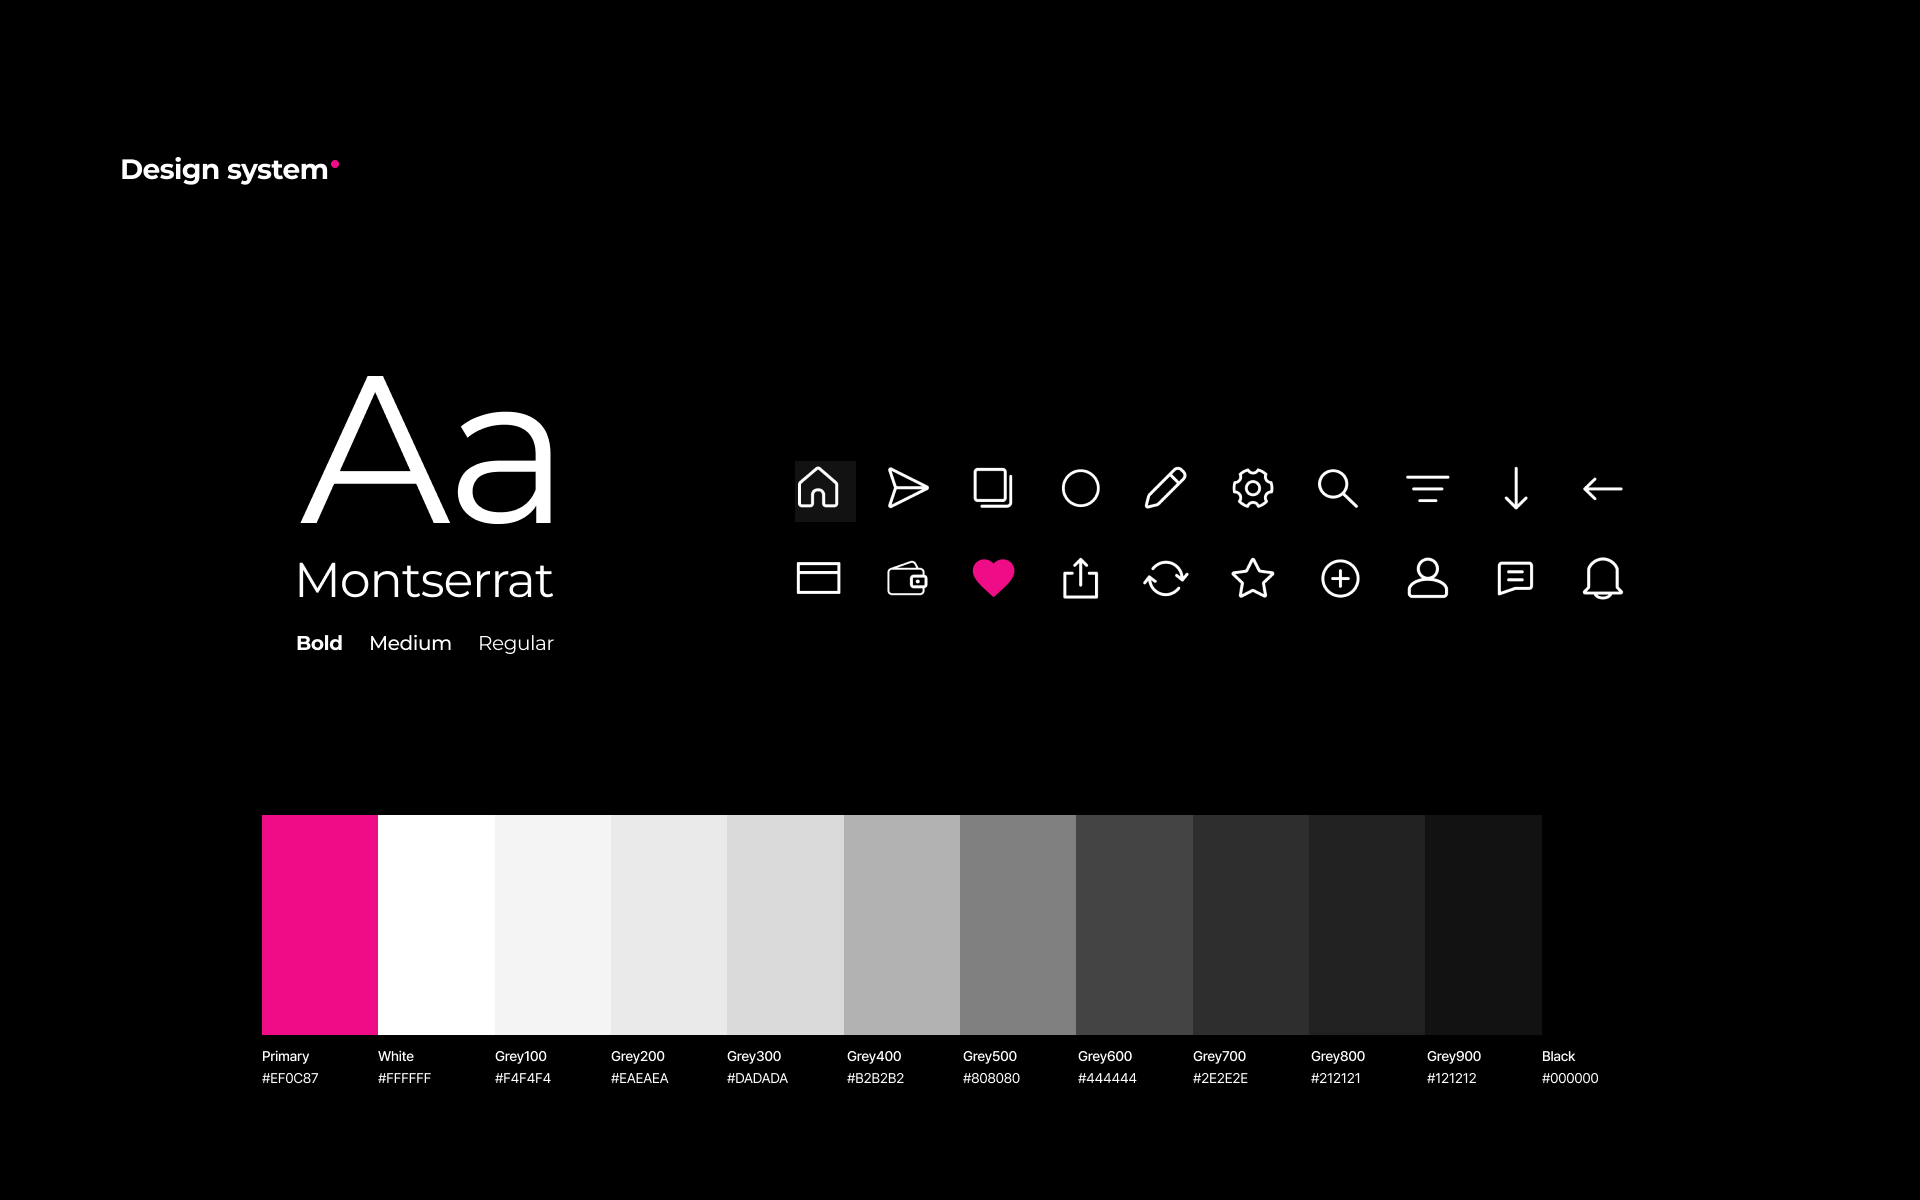 Design system
Aa
Montserrat
Bold Medium Regular
Primary White Grey100 Grey200 Grey300 Grey400 Grey500 Grey600 Grey700 Grey800 Grey900 Black
#EF0C87 #FFFFFF #F4F4F4 #EAEAEA #DADADA #B2B2B2 #808080 #444444 #2E2E2E #212121 #121212 #000000